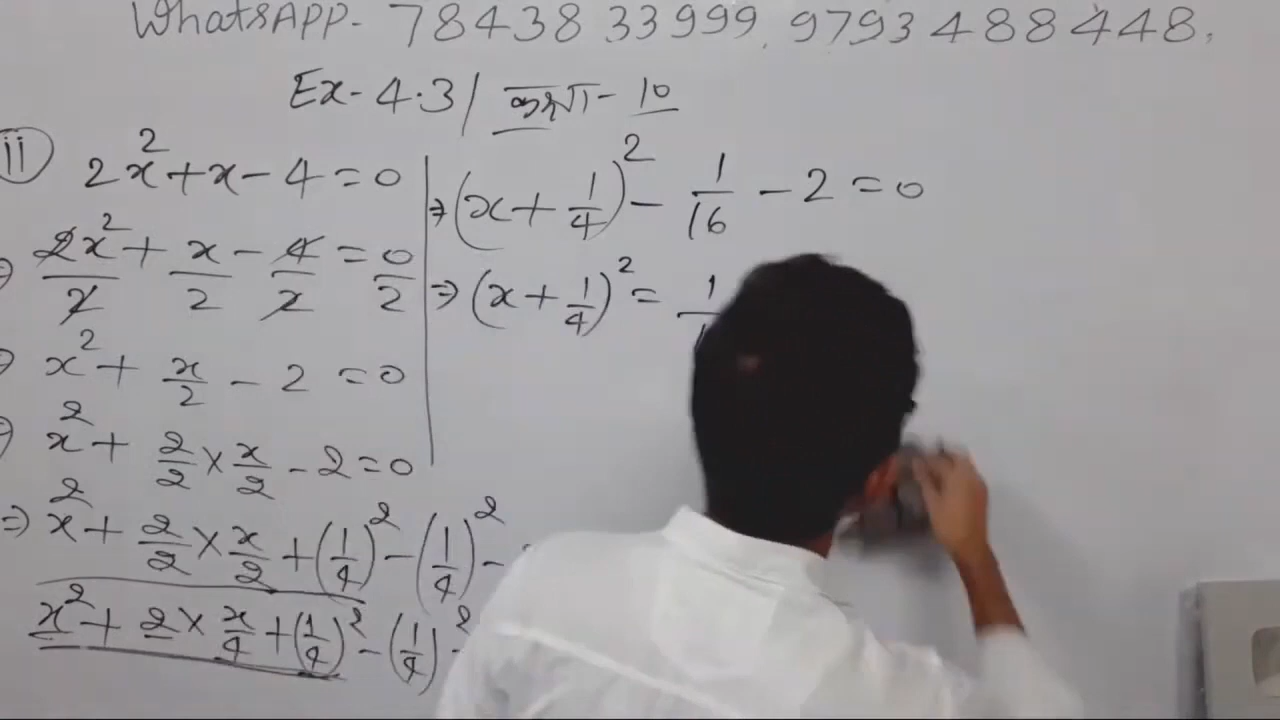 WhatsAPP- 7843833999, 9793488448,
Ex- 4.3 / कक्षा- 10
ii
2x² + x - 4 = 0
2x²/2 + x/2 - 4/2 = 0/2
x² + x/2 - 2 = 0
x² + 2/2 × x/2 - 2 = 0
⇒ x² + 2/2 × x/2 + (1/4)² - (1/4)² -
x² + 2 × x/4 + (1/4)² - (1/4)² -
⇒ (x + 1/4)² - 1/16 - 2 = 0
⇒ (x + 1/4)² = 1/